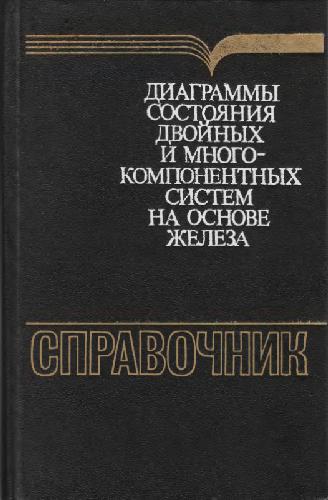 ДИАГРАММЫ
СОСТОЯНИЯ
ДВОЙНЫХ
И МНОГО-
КОМПОНЕНТНЫХ
СИСТЕМ
НА ОСНОВЕ
ЖЕЛЕЗА
СПРАВОЧНИК